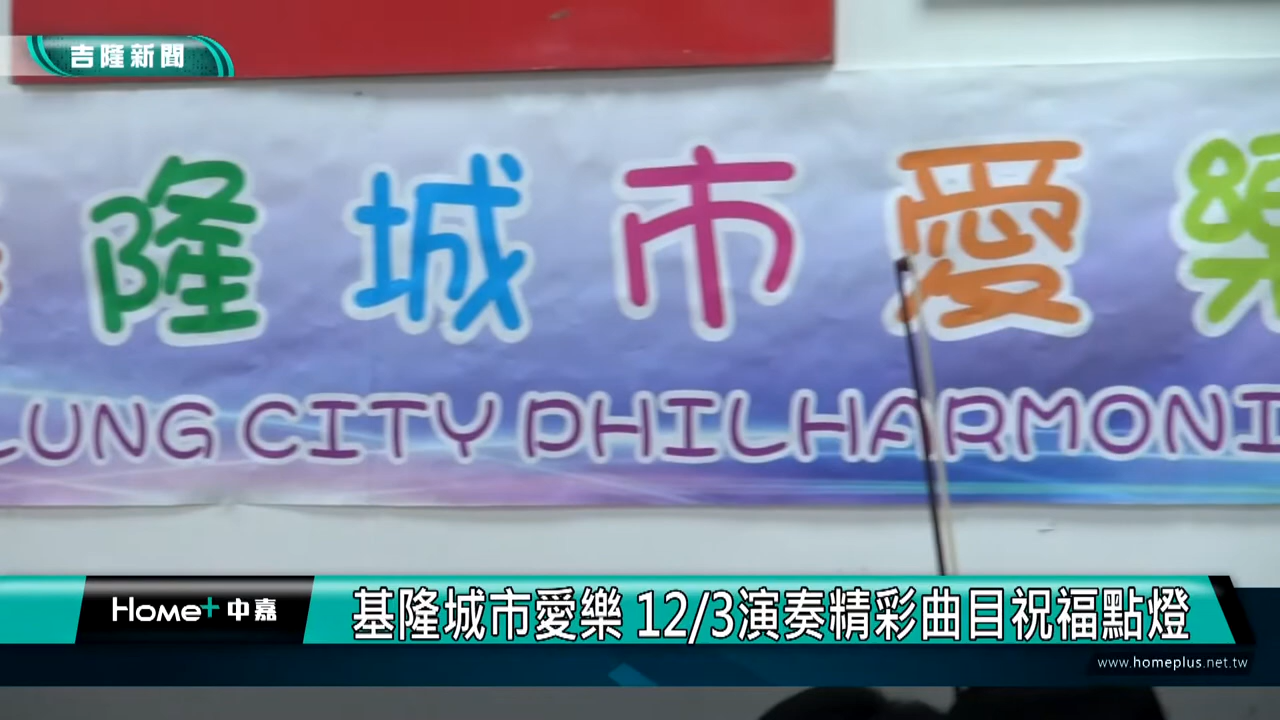 吉隆新聞
隆城市愛樂
LUNG CITY PHILHARMONI
Home+ 中嘉
基隆城市愛樂 12/3演奏精彩曲目祝福點燈
www.homeplus.net.tw